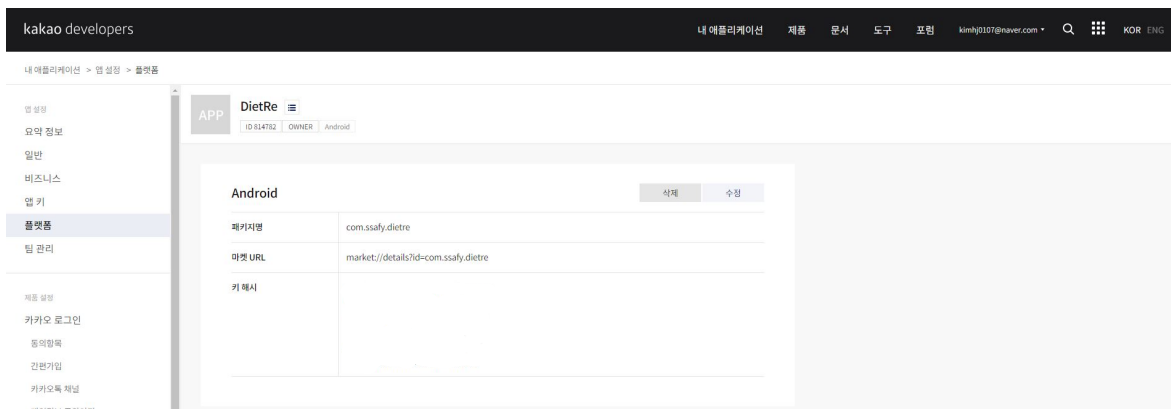 kakao developers
내 애플리케이션 제품 문서 도구 포럼 kimhj0107@naver.com KOR ENG
내 애플리케이션 > 앱 설정 > 플랫폼
앱 설정
요약 정보
일반
비즈니스
앱 키
플랫폼
팀 관리
제품 설정
카카오 로그인
동의항목
간편가입
카카오톡 채널
APP
DietRe
ID 814782 OWNER Android
Android
삭제 수정
패키지명 com.ssafy.dietre
마켓 URL market://details?id=com.ssafy.dietre
키 해시